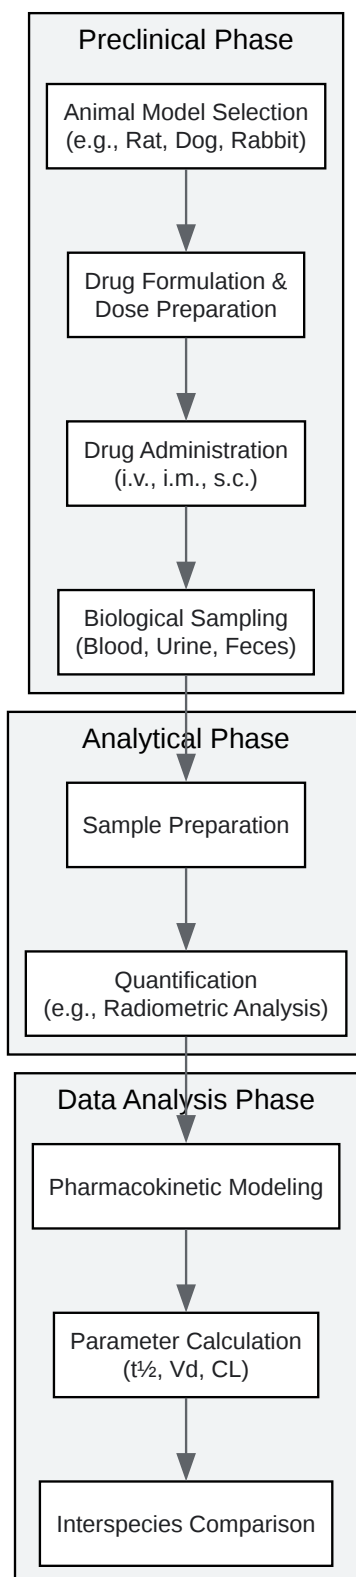 Preclinical Phase
Animal Model Selection
(e.g., Rat, Dog, Rabbit)
Drug Formulation &
Dose Preparation
Drug Administration
(i.v., i.m., s.c.)
Biological Sampling
(Blood, Urine, Feces)
Analytical Phase
Sample Preparation
Quantification
(e.g., Radiometric Analysis)
Data Analysis Phase
Pharmacokinetic Modeling
Parameter Calculation
(t½, Vd, CL)
Interspecies Comparison